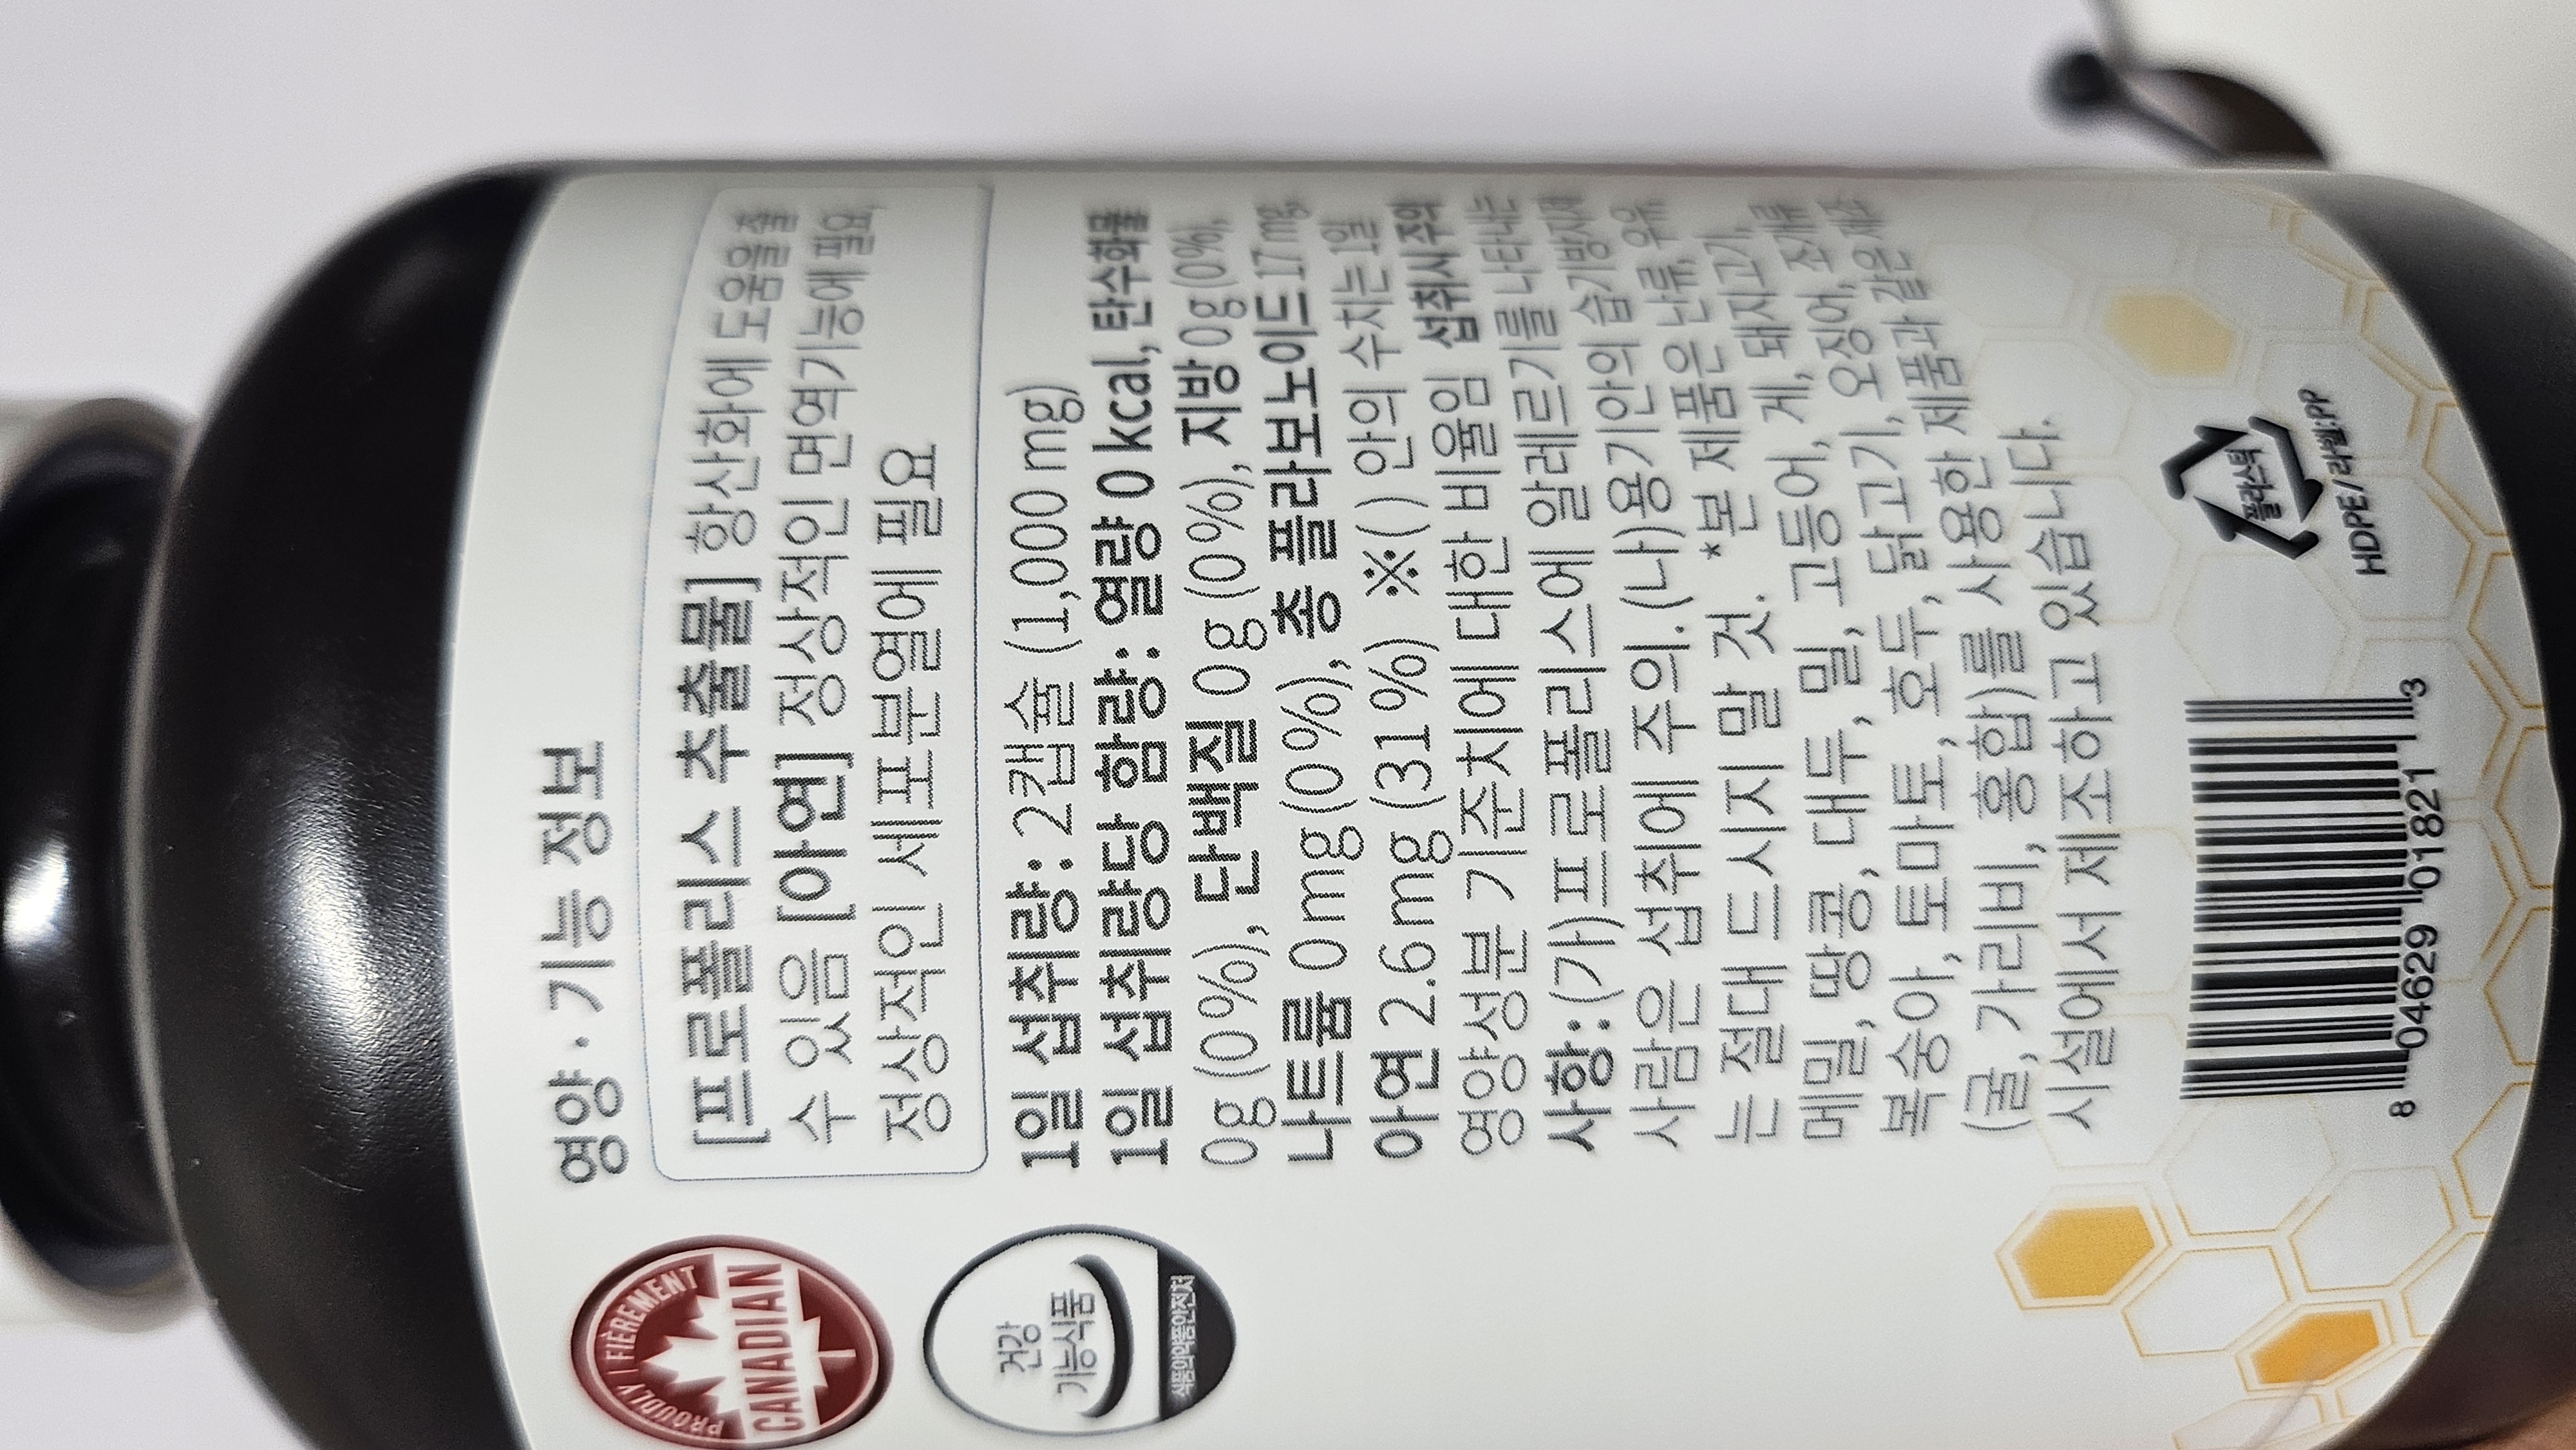 영양·기능 정보
[프로폴리스 추출물] 항산화에 도움을 줄
수 있음 [아연] 정상적인 면역기능에 필요,
정상적인 세포분열에 필요
1일 섭취량: 2캡슐 (1,000 mg)
1일 섭취량당 함량: 열량 0 kcal, 탄수화물
0g (0%), 단백질 0g (0%), 지방 0g (0%),
나트륨 0mg(0%), 총 플라보노이드 17mg,
아연 2.6mg (31%) ※( ) 안의 수치는 1일
영양성분 기준치에 대한 비율임 섭취시 주의
사항: (가)프로폴리스에 알레르기를 나타내는
사람은 섭취에 주의. (나)용기안의 습기방지제
는 절대 드시지 말 것. *본 제품은 난류, 우유,
메밀, 땅콩, 대두, 밀, 고등어, 게, 돼지고기,
복숭아, 토마토, 호두, 닭고기, 오징어, 조개류
(굴, 가리비, 홍합)를 사용한 제품과 같은 제조
시설에서 제조하고 있습니다.
PROUDLY | FIÈREMENT
CANADIAN
건강
기능식품
식품의약품안전처
8 04629 01821 3
플라스틱
HDPE / 라벨:PP